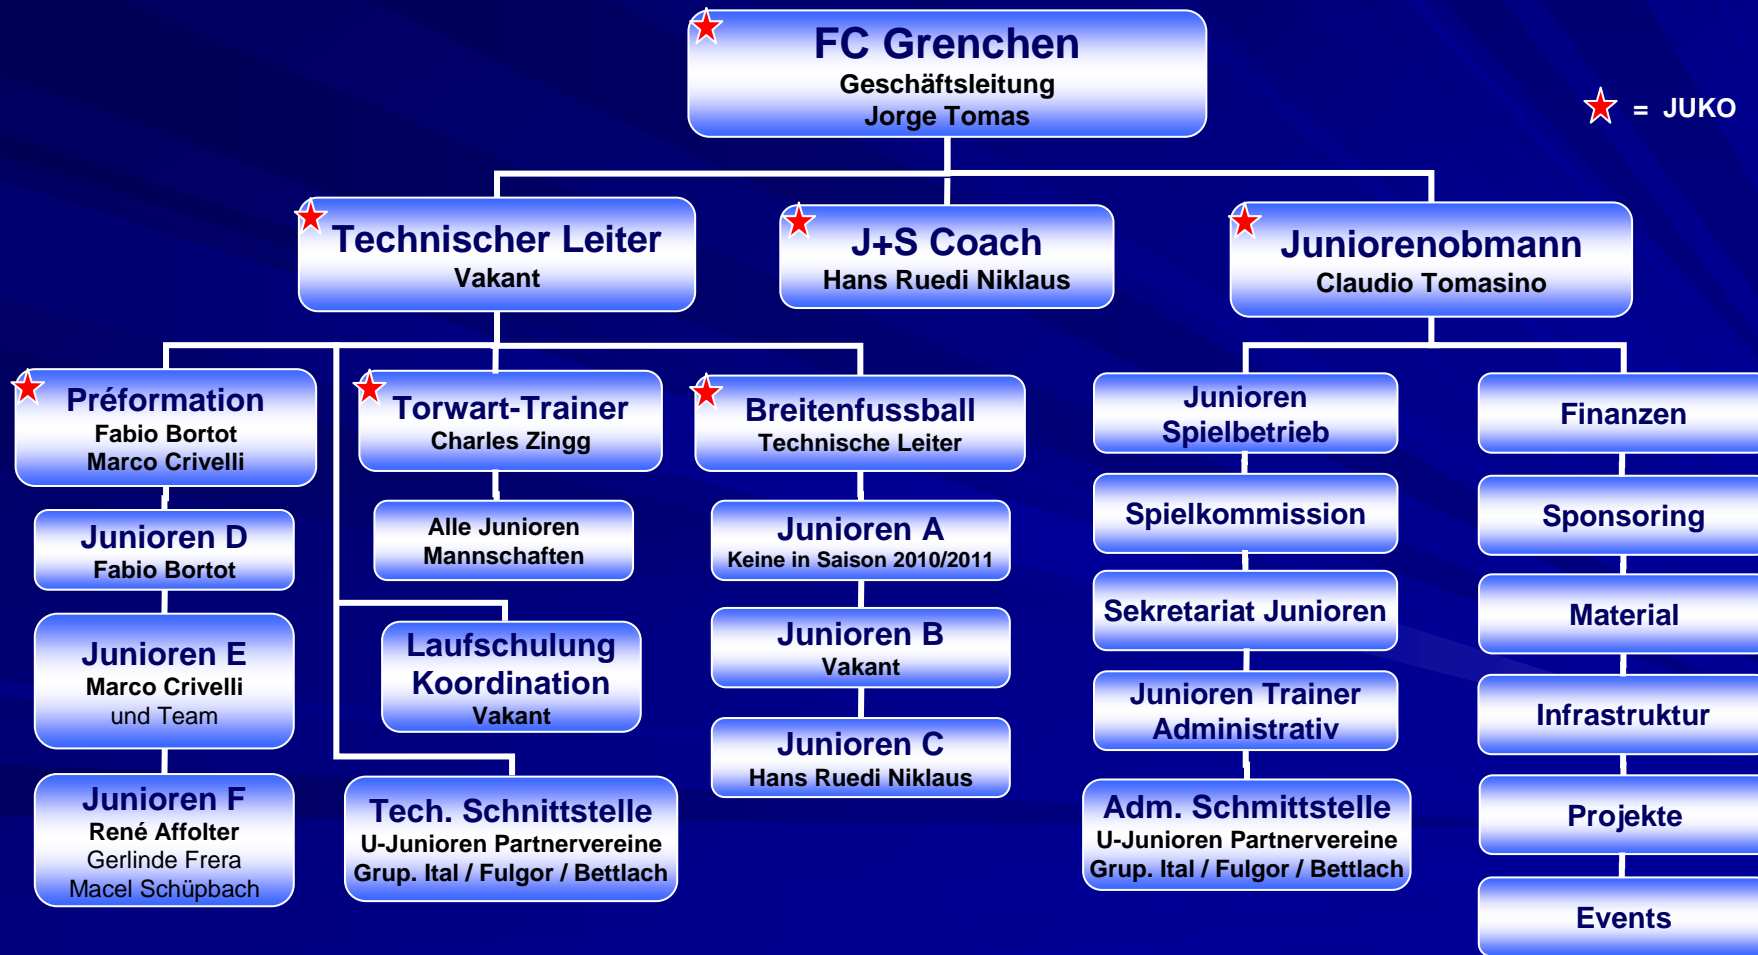 FC Grenchen
Geschäftsleitung
Jorge Tomas
= JUKO
Technischer Leiter
Vakant
J+S Coach
Hans Ruedi Niklaus
Juniorenobmann
Claudio Tomasino
Préformation
Fabio Bortot
Marco Crivelli
Junioren D
Fabio Bortot
Junioren E
Marco Crivelli
und Team
Junioren F
René Affolter
Gerlinde Frera
Macel Schüpbach
Torwart-Trainer
Charles Zingg
Alle Junioren
Mannschaften
Laufschulung
Koordination
Vakant
Tech. Schnittstelle
U-Junioren Partnervereine
Grup. Ital / Fulgor / Bettlach
Breitenfussball
Technische Leiter
Junioren A
Keine in Saison 2010/2011
Junioren B
Vakant
Junioren C
Hans Ruedi Niklaus
Junioren
Spielbetrieb
Spielkommission
Sekretariat Junioren
Junioren Trainer
Administrativ
Adm. Schmittstelle
U-Junioren Partnervereine
Grup. Ital / Fulgor / Bettlach
Finanzen
Sponsoring
Material
Infrastruktur
Projekte
Events